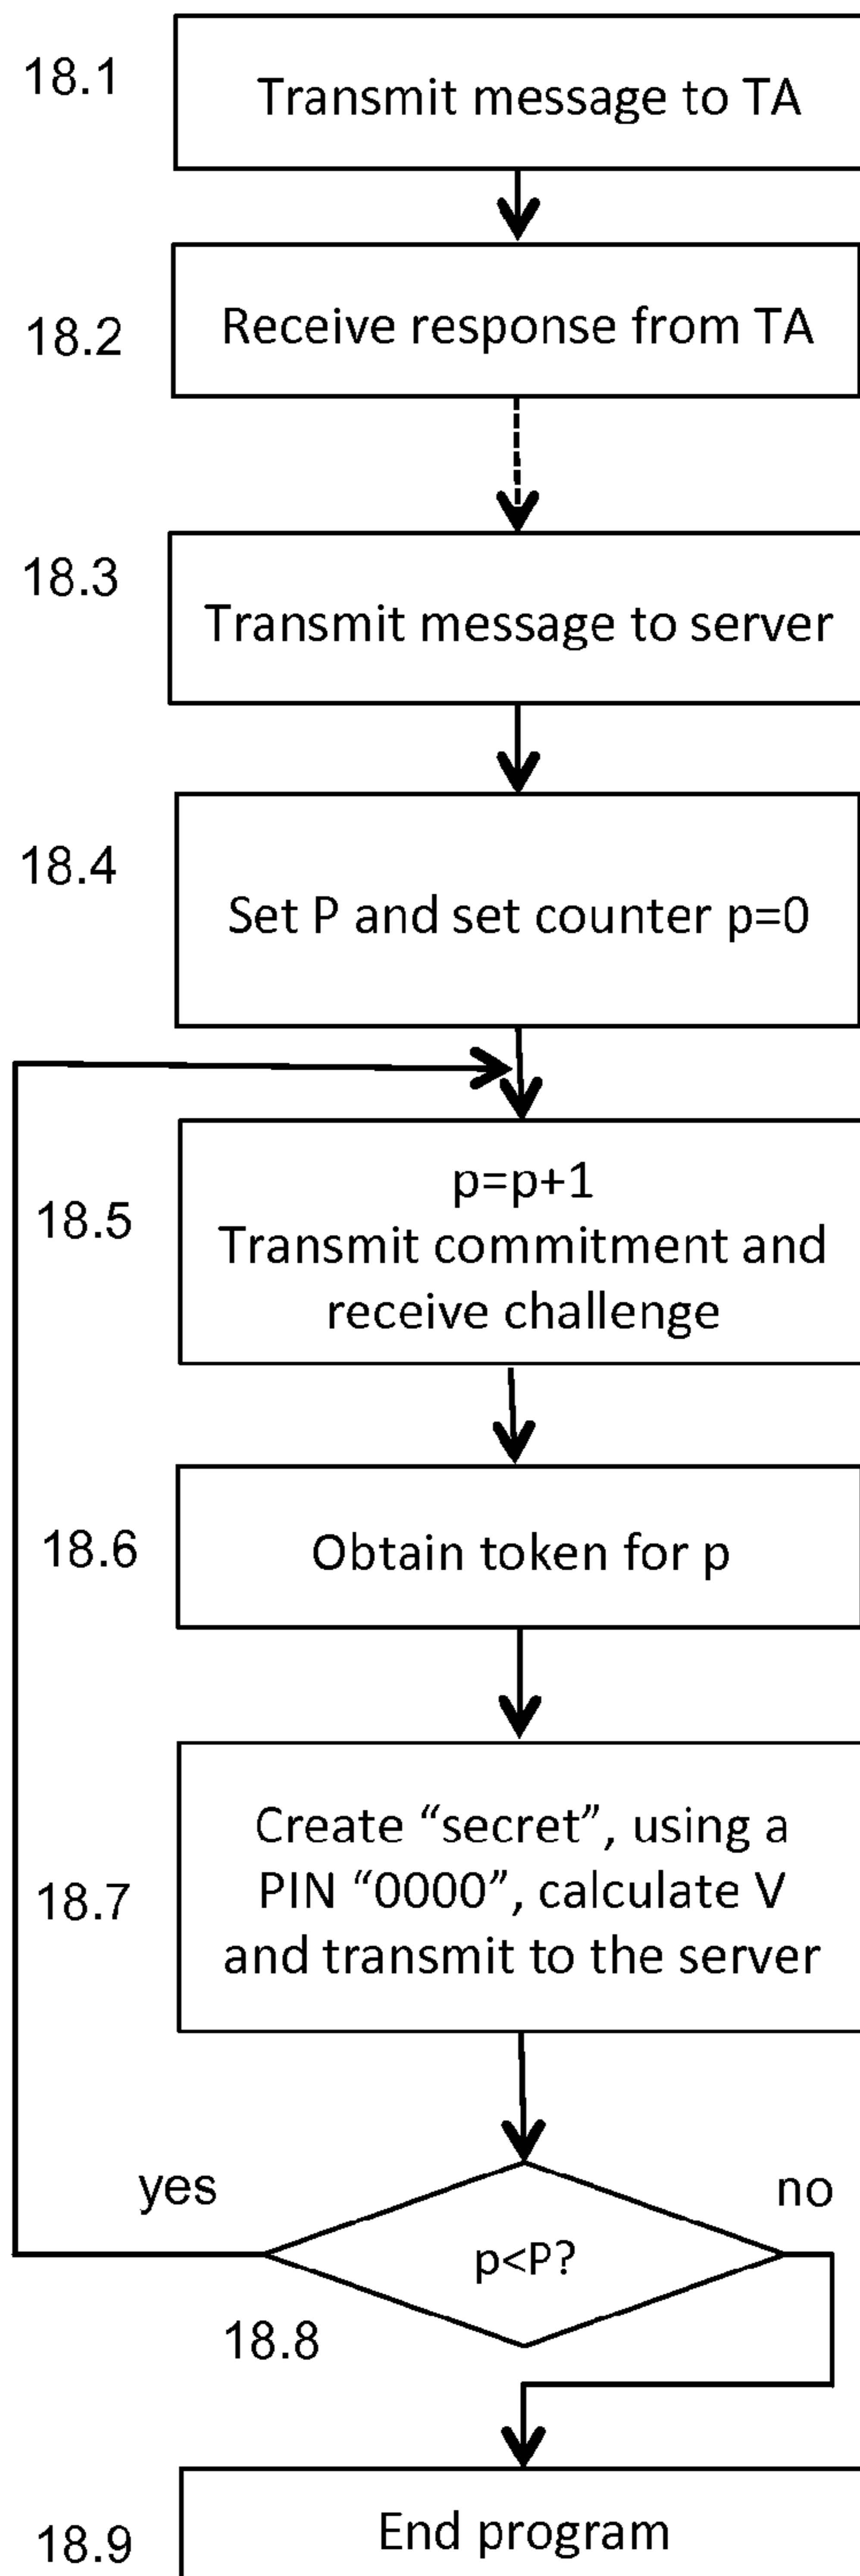 18.1
Transmit message to TA
18.2
Receive response from TA
18.3
Transmit message to server
18.4
Set P and set counter p=0
18.5
p=p+1
Transmit commitment and
receive challenge
18.6
Obtain token for p
18.7
Create “secret”, using a
PIN “0000”, calculate V
and transmit to the server
yes
no
p<P?
18.8
18.9
End program